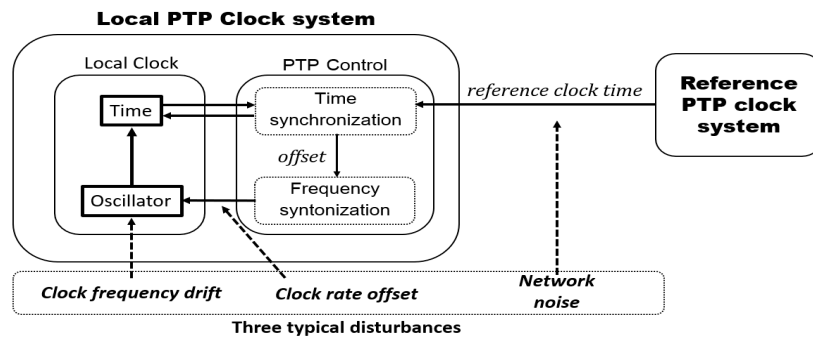 Local PTP Clock system
Local Clock
PTP Control
Time
Time
synchronization
reference clock time
Reference
PTP clock
system
offset
Oscillator
Frequency
syntonization
Clock frequency drift
Clock rate offset
Network
noise
Three typical disturbances